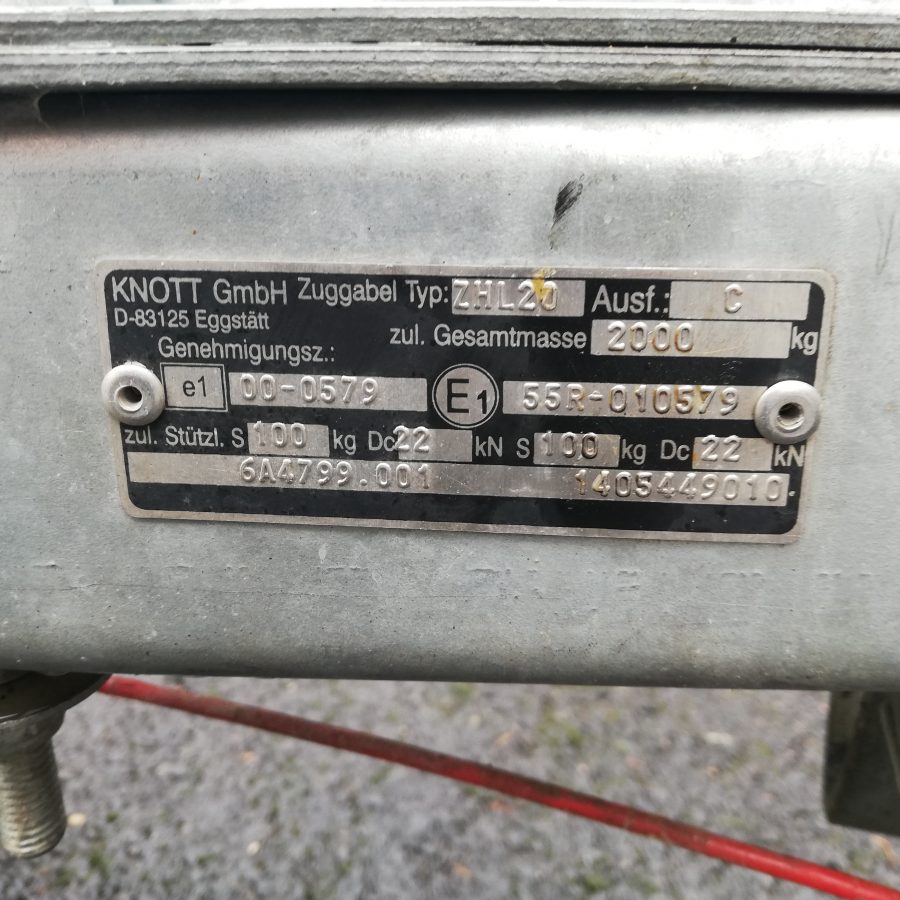 KNOTT GmbH Zuggabel Typ: ZHL20 Ausf.: C
D-83125 Eggstätt zul. Gesamtmasse 2000 kg
Genehmigungsz.:
e1 00-0579 E1 55R-010579
zul. Stützl. S 100 kg Dc 22 kN S 100 kg Dc 22 kN
6A4799.001 1405449010